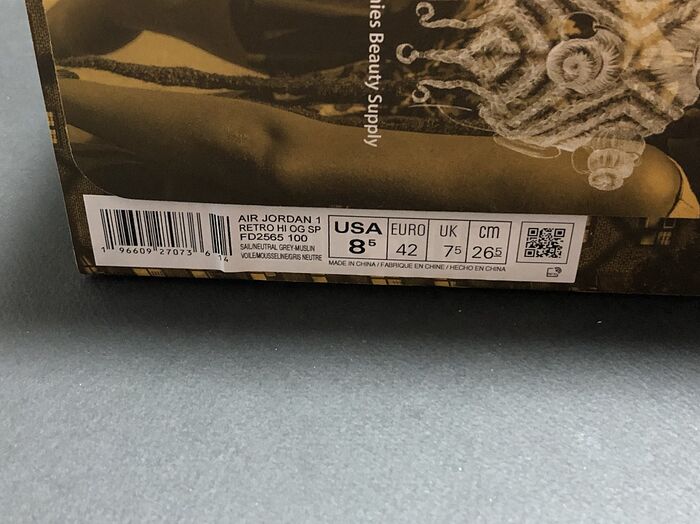 nies Beauty Supply
AIR JORDAN 1
RETRO HI OG SP
FD2565 100
SAIL/NEUTRAL GREY-MUSLIN
VOILE/MOUSSELINE/GRIS NEUTRE
1 96609 27073 6 14
USA EURO UK cm
8⁵ 42 7⁵ 26⁵
MADE IN CHINA / FABRIQUE EN CHINE / HECHO EN CHINA